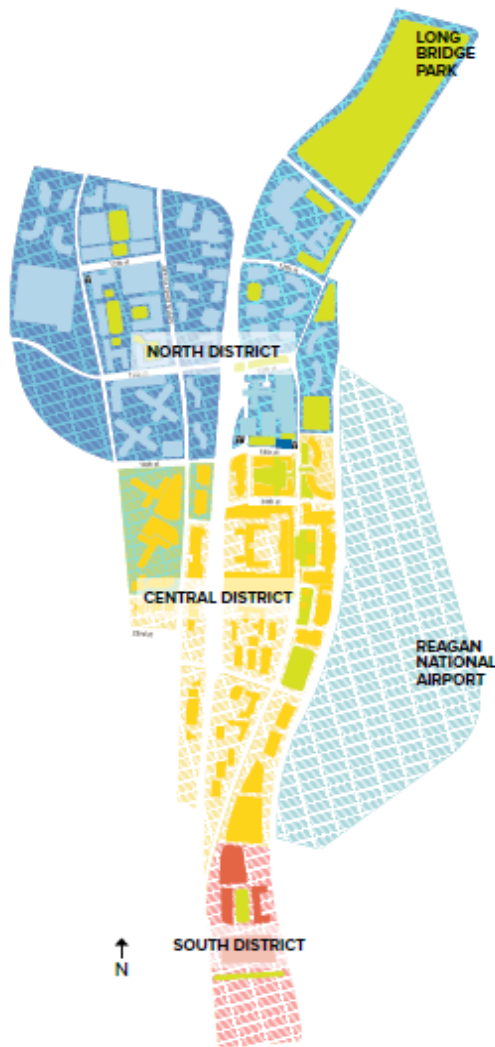 LONG
BRIDGE
PARK
NORTH DISTRICT
CENTRAL DISTRICT
REAGAN
NATIONAL
AIRPORT
SOUTH DISTRICT
N